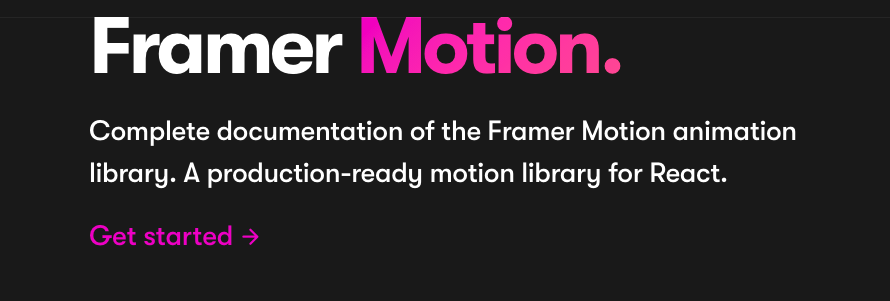 Framer Motion.
Complete documentation of the Framer Motion animation
library. A production-ready motion library for React.
Get started →